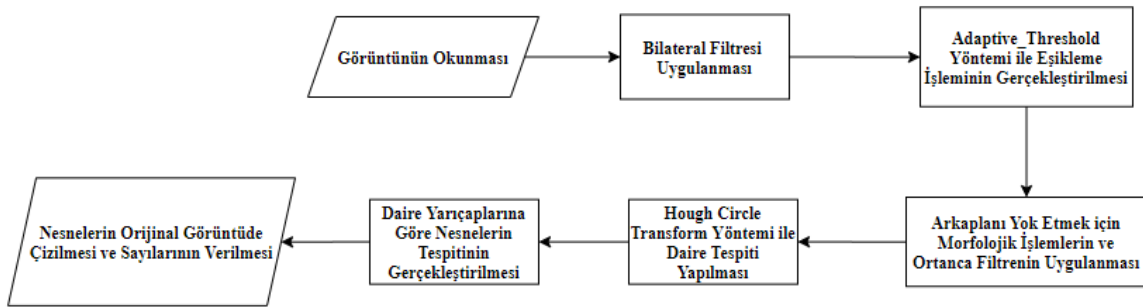 Görüntünün Okunması
Bilateral Filtresi
Uygulanması
Adaptive_Threshold
Yöntemi ile Eşikleme
İşleminin Gerçekleştirilmesi
Arkaplanı Yok Etmek için
Morfolojik İşlemlerin ve
Ortanca Filtrenin Uygulanması
Hough Circle
Transform Yöntemi ile
Daire Tespiti
Yapılması
Daire Yarıçaplarına
Göre Nesnelerin
Tespitinin
Gerçekleştirilmesi
Nesnelerin Orijinal Görüntüde
Çizilmesi ve Sayılarının Verilmesi